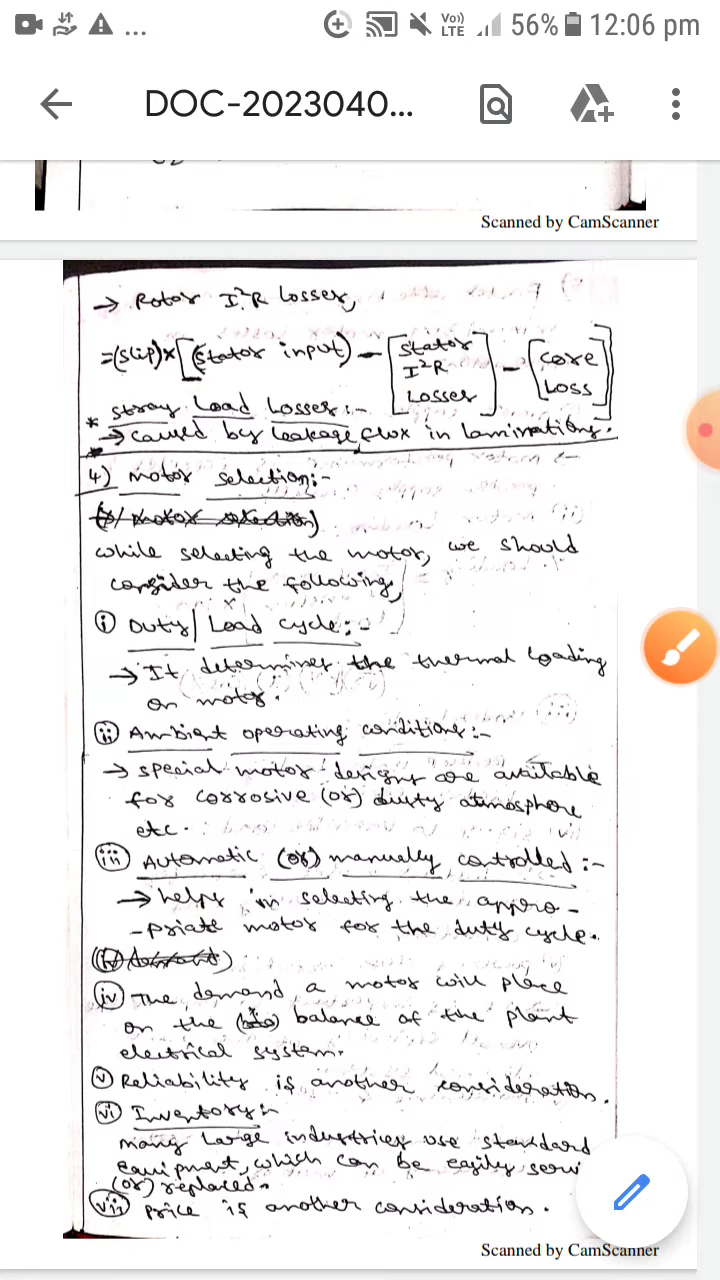 ... Vo)) LTE 56% 12:06 pm
DOC-2023040...
Scanned by CamScanner
→ Rotor I²R Losses,
=(slip)x[(Stator input) - [Stator I²R Losses] - [Core Loss]]
* Stray Load Losses :-
→ caused by leakage flux in laminations.
4) motor selection:-
while selecting the motor, we should
consider the following,
(i) Duty/Load cycle:-
→ It determines the thermal loading
on motor.
(ii) Ambient operating conditions:-
→ special motor designs are available
for corrosive (or) dusty atmosphere
etc.
(iii) Automatic (or) manually controlled :-
→ helps in selecting the appro-
-priate motor for the duty cycle.
(iv) The demand a motor will place
on the balance of the plant
electrical system.
(v) Reliability is another consideration.
(vi) Inventory:-
many large industries use standard
equipment, which can be easily servi
(or) replaced.
(vii) price is another consideration.
Scanned by CamScanner